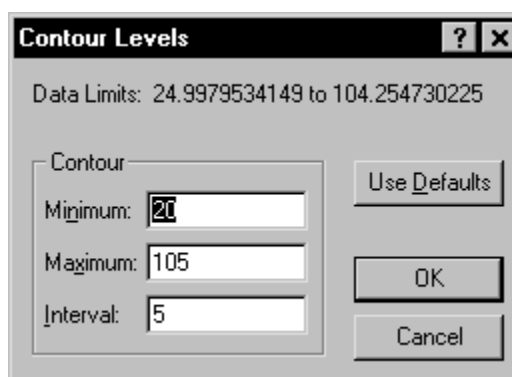 Contour Levels
Data Limits: 24.9979534149 to 104.254730225
Contour
Minimum: 20
Maximum: 105
Interval: 5
Use Defaults
OK
Cancel